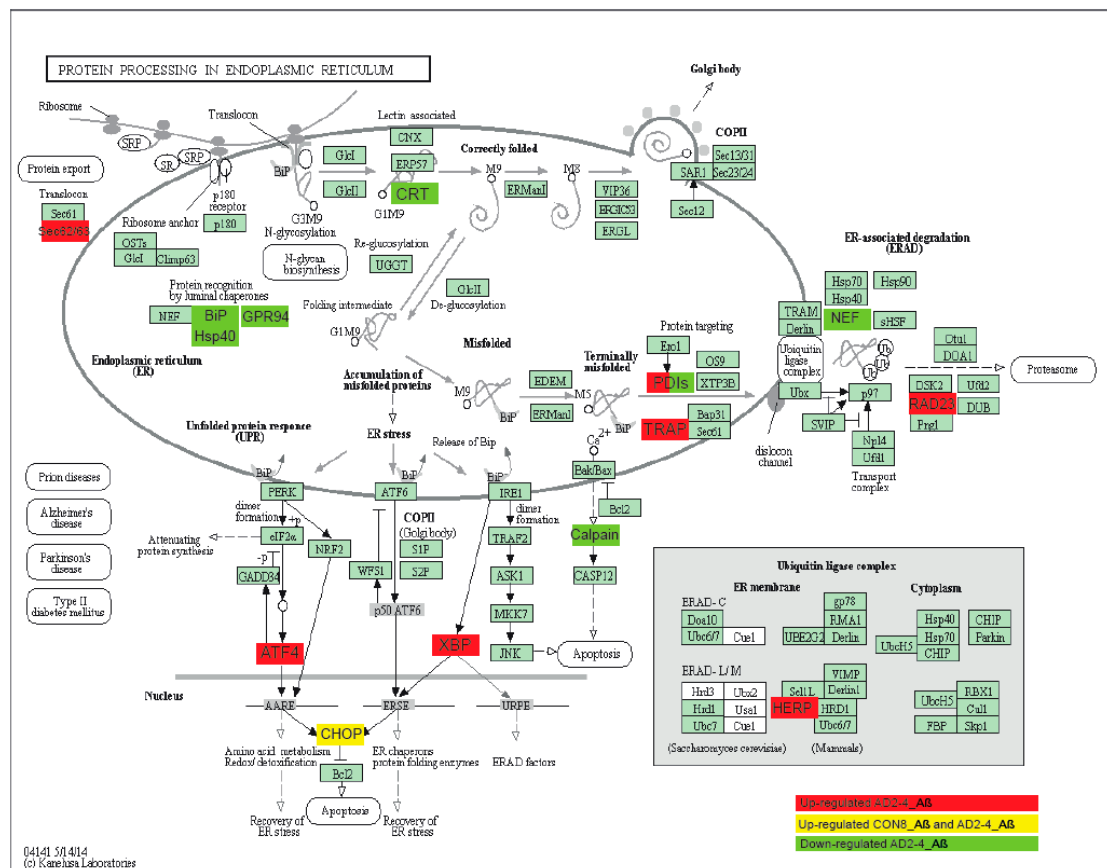 PROTEIN PROCESSING IN ENDOPLASMIC RETICULUM
Golgi body
Ribosome
Translocon
Lectin associated
COPII
CNX
Correctly folded
SRP
SR
SRP
GlcI
ERP57
M9
M8
Sec13/31
Protein export
BiP
SAR1
Sec23/24
GlcII
CRT
ERManI
VIP36
Translocon
p180
receptor
G1M9
ERGIC53
Sec12
Sec61
G3M9
Sec62/63
Ribosome anchor
p180
N-glycosylation
ERGL
OSTs
Re-glucosylation
ER-associated degradation
(ERAD)
GlcI
Climp63
N-glycan
biosynthesis
UGGT
Hsp70
Hsp90
Protein recognition
by luminal chaperones
GlcII
Hsp40
Folding intermediate
De-glucosylation
TRAM
NEF
BiP
GPR94
NEF
sHSF
Hsp40
G1M9
Protein targeting
Derlin
Otu1
Misfolded
Ero1
Ubiquitin
ligase
complex
Ub
Ub
Ub
DOA1
Endoplasmic reticulum
(ER)
Terminally
misfolded
OS9
Proteasome
Accumulation of
misfolded proteins
EDEM
PDIs
XTP3B
DSK2
Ufd2
M9
M5
Ubx
p97
RAD23
DUB
BiP
ERManI
Bap31
TRAP
Sec61
SVIP
Png1
Unfolded protein responce
(UPR)
ER stress
Release of Bip
Ca2+
BiP
dislocon
channel
Npl4
Ufd1
Transport
complex
BiP
BiP
BiP
Bak/Bax
Prion diseases
PERK
ATF6
IRE1
dimer
formation
+p
COPII
(Golgi body)
dimer
formation
Bcl2
Alzheimer's
disease
Attenuating
protein synthesis
eIF2α
NRF2
TRAF2
Calpain
Parkinson's
disease
-p
GADD34
WFS1
S1P
S2P
ASK1
CASP12
Type II
diabetes mellitus
p50 ATF6
MKK7
ATF4
XBP
JNK
Apoptosis
Nucleus
AARE
ERSE
URPE
CHOP
Amino acid metabolism
Redox/ detoxification
ER chaperons
protein folding enzymes
ERAD factors
Bcl2
Recovery of
ER stress
Apoptosis
Recovery of
ER stress
Ubiquitin ligase complex
ER membrane
Cytoplasm
ERAD- C
gp78
Doa10
RMA1
Hsp40
CHIP
Ubc6/7
Cue1
UBE2G2
Derlin
UbcH5
Hsp70
Parkin
CHIP
ERAD- L/M
VIMP
Hrd3
Ubx2
Sel1L
Derlin1
RBX1
Hrd1
Usa1
HERP
HRD1
UbcH5
Cul1
Ubc7
Cue1
Ubc6/7
FBP
Skp1
(Saccharomyces cerevisiae)
(Mammals)
Up-regulated AD2-4_Aß
Up-regulated CON8_Aß and AD2-4_Aß
Down-regulated AD2-4_Aß
04141 5/14/14
(c) Kanehisa Laboratories